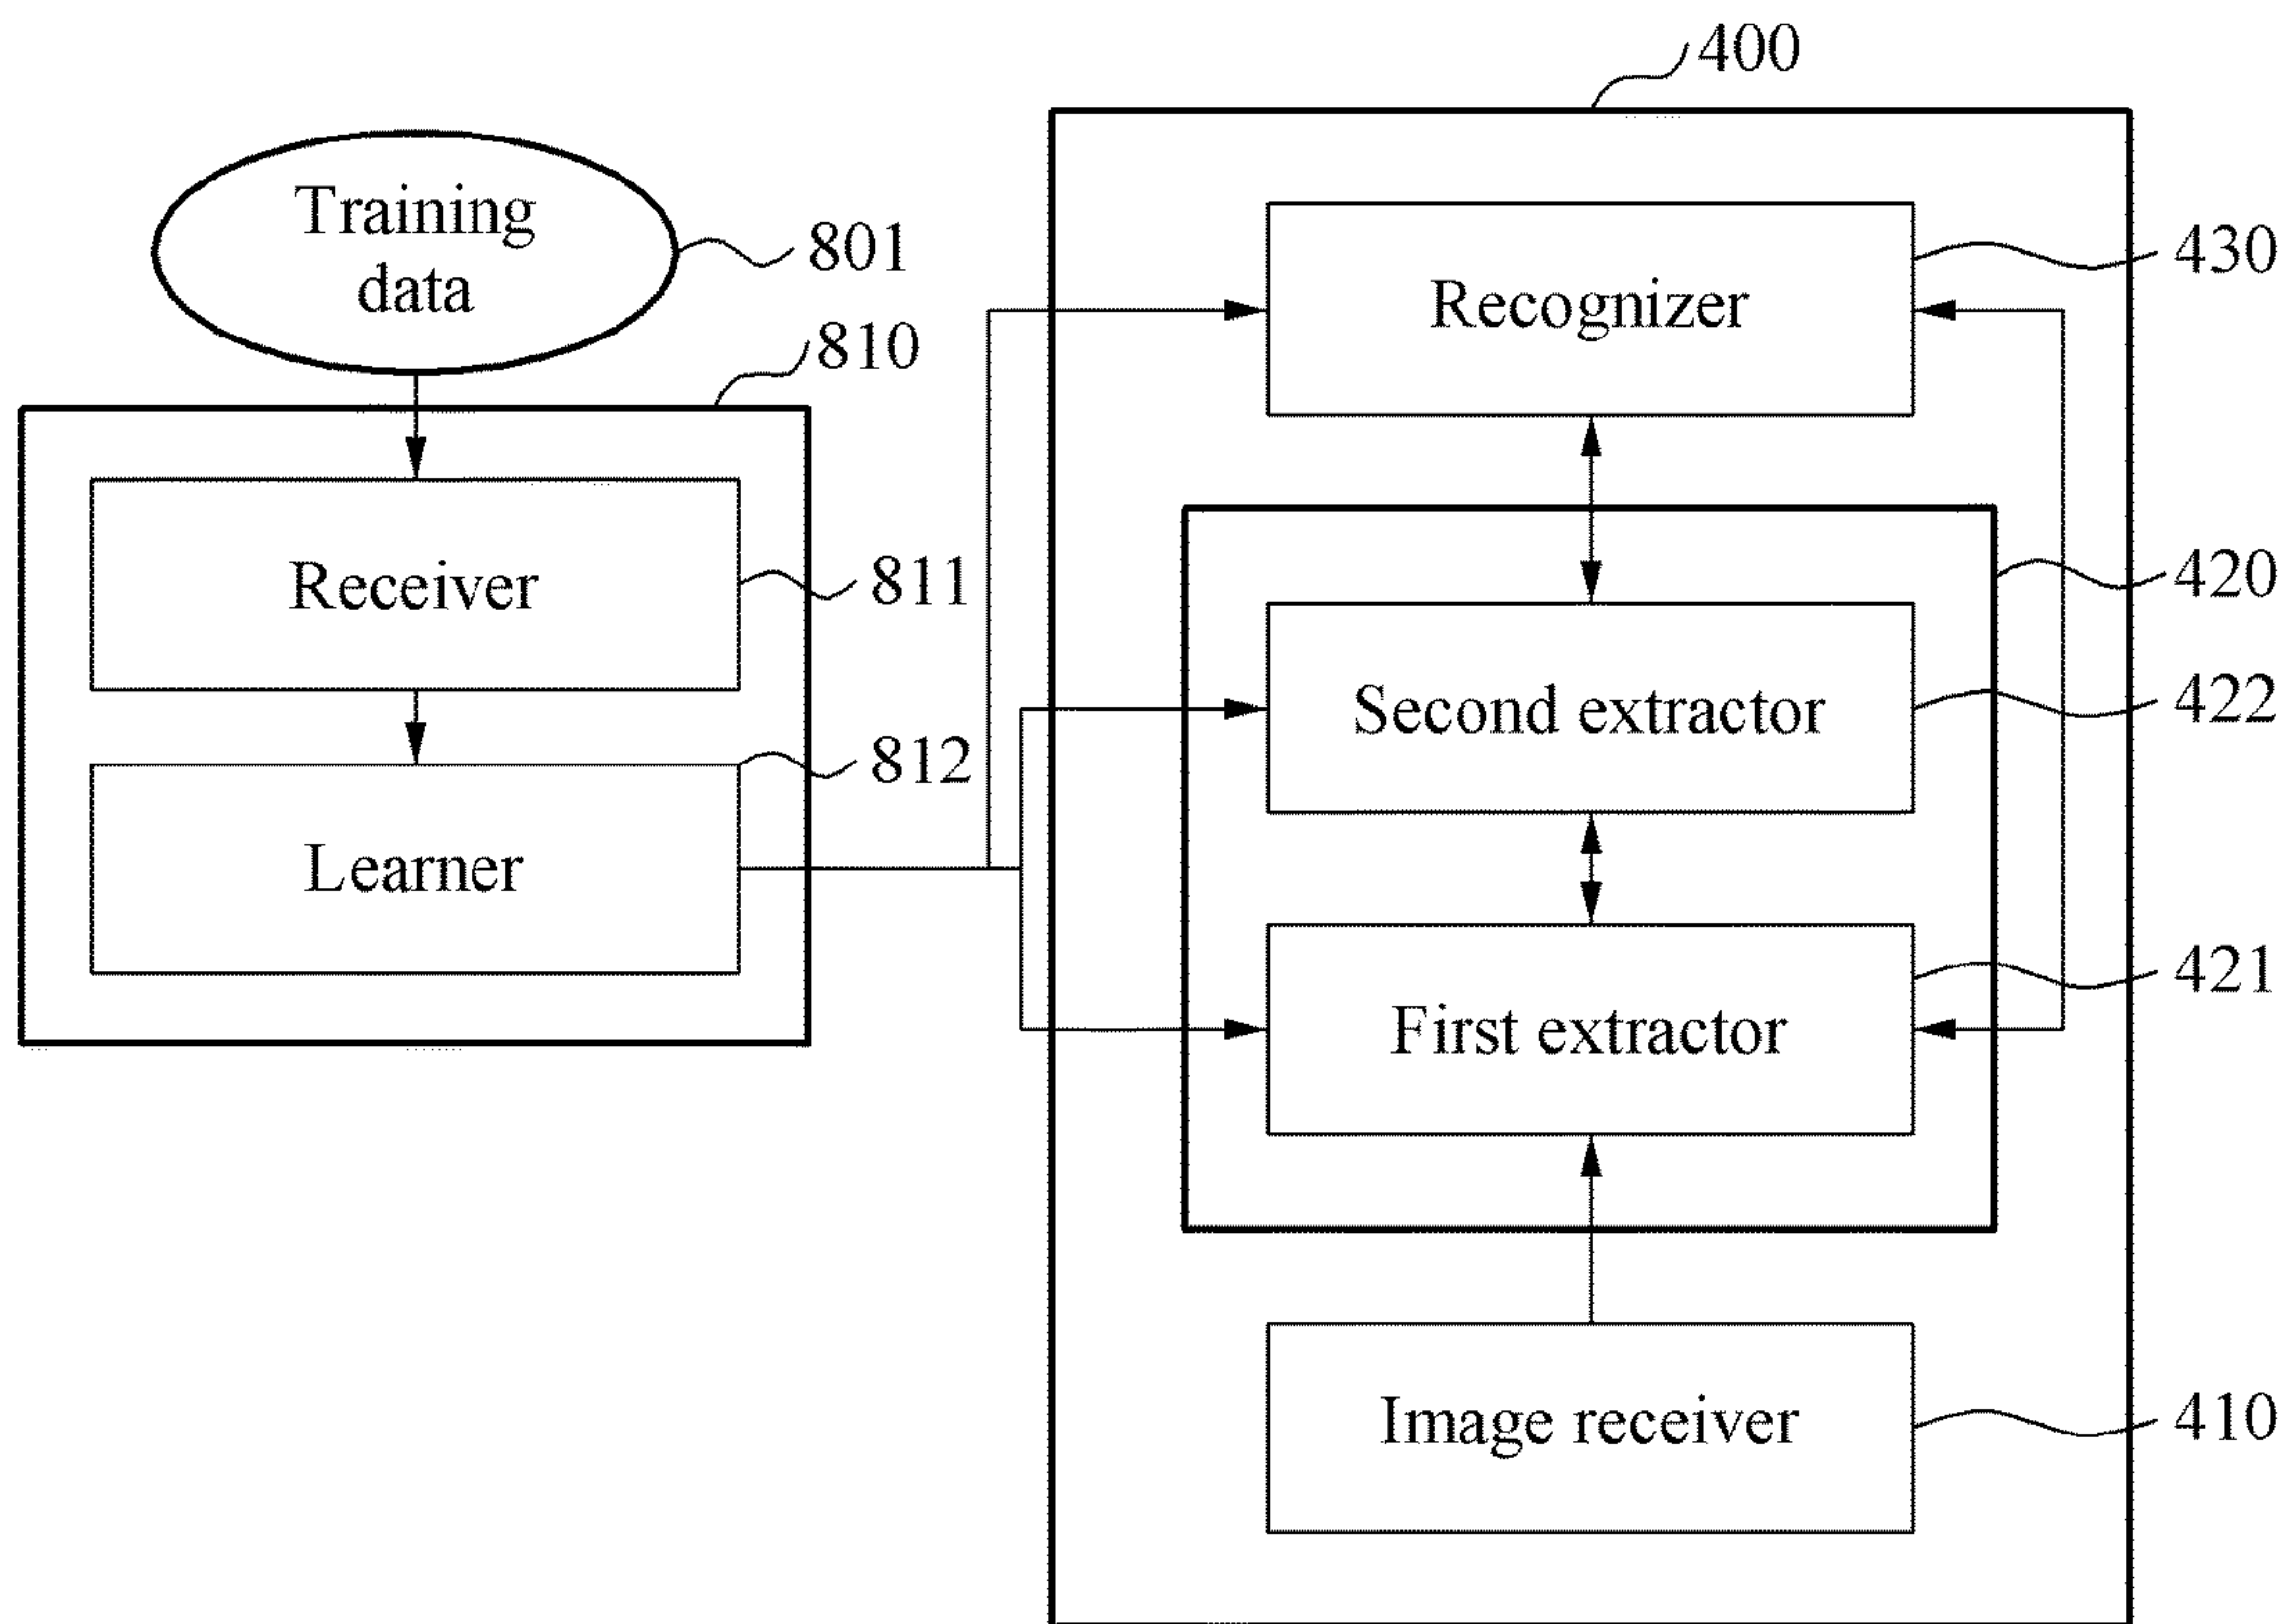 400
Training
data
801
810
Recognizer
430
Receiver
811
420
Second extractor
422
Learner
812
First extractor
421
Image receiver
410